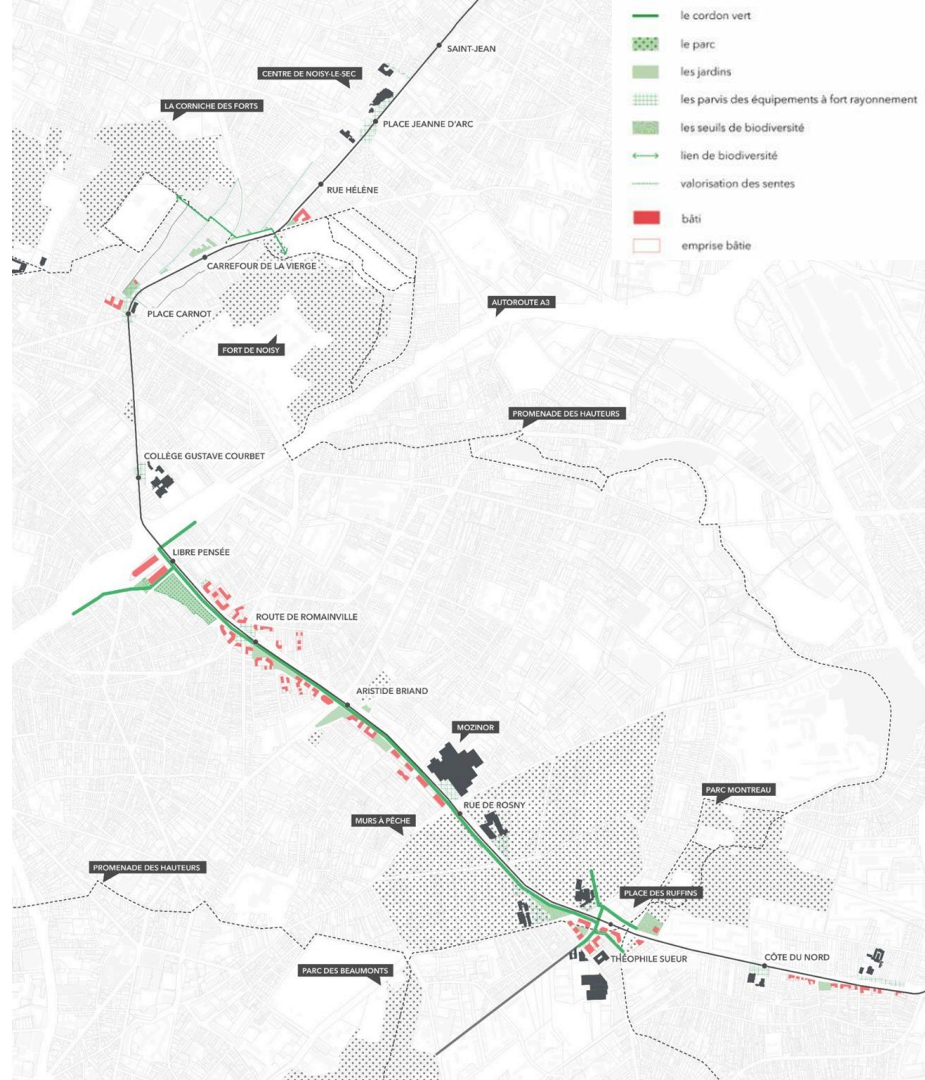 le cordon vert
le parc
les jardins
les parvis des équipements à fort rayonnement
les seuils de biodiversité
lien de biodiversité
valorisation des sentes
bâti
emprise bâtie
SAINT-JEAN
CENTRE DE NOISY-LE-SEC
LA CORNICHE DES FORTS
PLACE JEANNE D'ARC
RUE HÉLÈNE
CARREFOUR DE LA VIERGE
AUTOROUTE A3
PLACE CARNOT
FORT DE NOISY
PROMENADE DES HAUTEURS
COLLÈGE GUSTAVE COURBET
LIBRE PENSÉE
ROUTE DE ROMAINVILLE
ARISTIDE BRIAND
MOZINOR
PARC MONTREAU
RUE DE ROSNY
MURS À PÊCHE
PROMENADE DES HAUTEURS
PLACE DES RUFFINS
THÉOPHILE SUEUR
CÔTE DU NORD
PARC DES BEAUMONTS